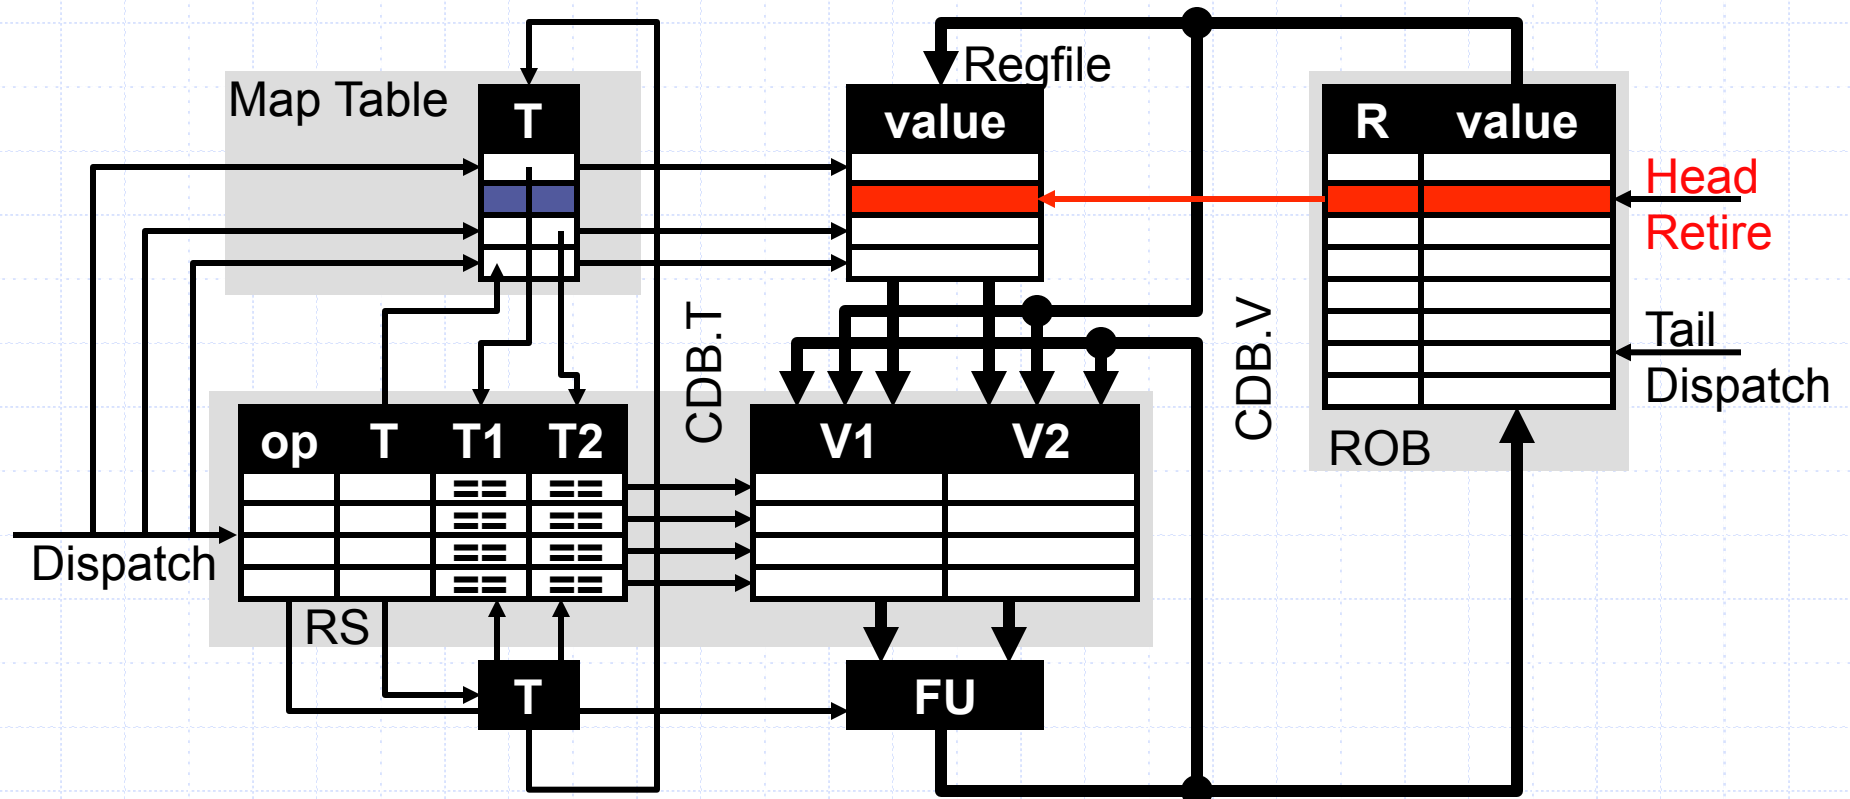 Map Table
T
Regfile
value
R value
Head
Retire
CDB.T
CDB.V
Tail
Dispatch
op T T1 T2
V1 V2
ROB
== ==
== ==
== ==
== ==
Dispatch
RS
T
FU